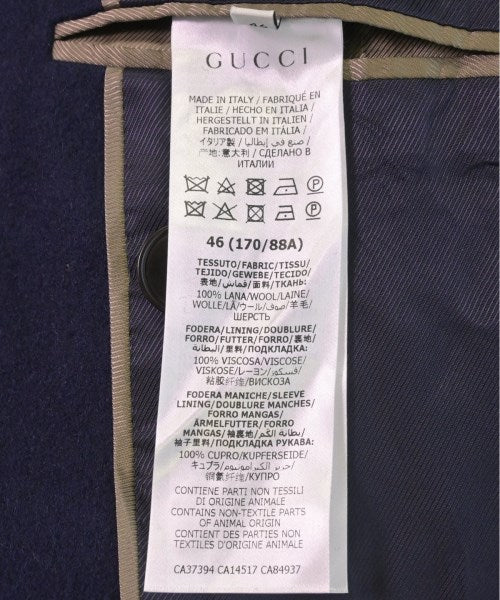 GUCCI
MADE IN ITALY / FABRIQUÉ EN
ITALIE / HECHO EN ITALIA /
HERGESTELLT IN ITALIEN /
FABRICADO EM ITÁLIA /
イタリア製 / صنع في إيطاليا /
产地:意大利 / СДЕЛАНО В
ИТАЛИИ
46 (170/88A)
TESSUTO/FABRIC/TISSU/
TEJIDO/GEWEBE/TECIDO/
表地/قماش/面料/ТКАНЬ:
100% LANA/WOOL/LAINE/
WOLLE/LÃ/ウール/صوف/羊毛/
ШЕРСТЬ
FODERA/LINING/DOUBLURE/
FORRO/FUTTER/FORRO/裏地/
البطانة/里料/ПОДКЛАДКА:
100% VISCOSA/VISCOSE/
VISKOSE/レーヨン/فسكوز/
粘胶纤维/ВИСКОЗА
FODERA MANICHE/SLEEVE
LINING/DOUBLURE MANCHES/
FORRO MANGAS/
ÄRMELFUTTER/FORRO
MANGAS/袖裏地/بطانة الكم/
袖子里料/ПОДКЛАДКА РУКАВА:
100% CUPRO/KUPFERSEIDE/
キュプラ/حرير الكبرامونيوم/
铜氨纤维/КУПРО
CONTIENE PARTI NON TESSILI
DI ORIGINE ANIMALE
CONTAINS NON-TEXTILE PARTS
OF ANIMAL ORIGIN
CONTIENT DES PARTIES NON
TEXTILES D'ORIGINE ANIMALE
CA37394 CA14517 CA84937